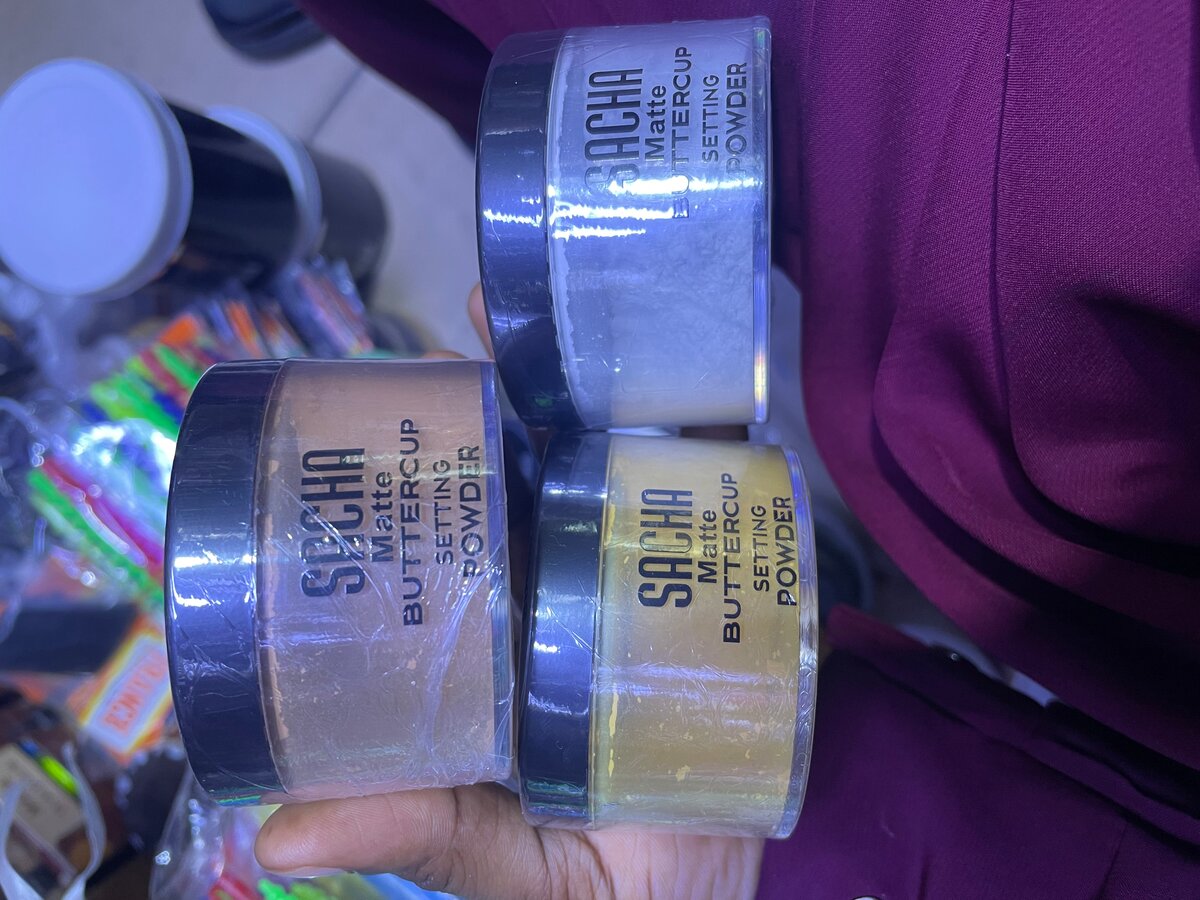 SACHA
Matte
BUTTERCUP
SETTING
POWDER
SACHA
Matte
BUTTERCUP
SETTING
POWDER
SACHA
Matte
BUTTERCUP
SETTING
POWDER